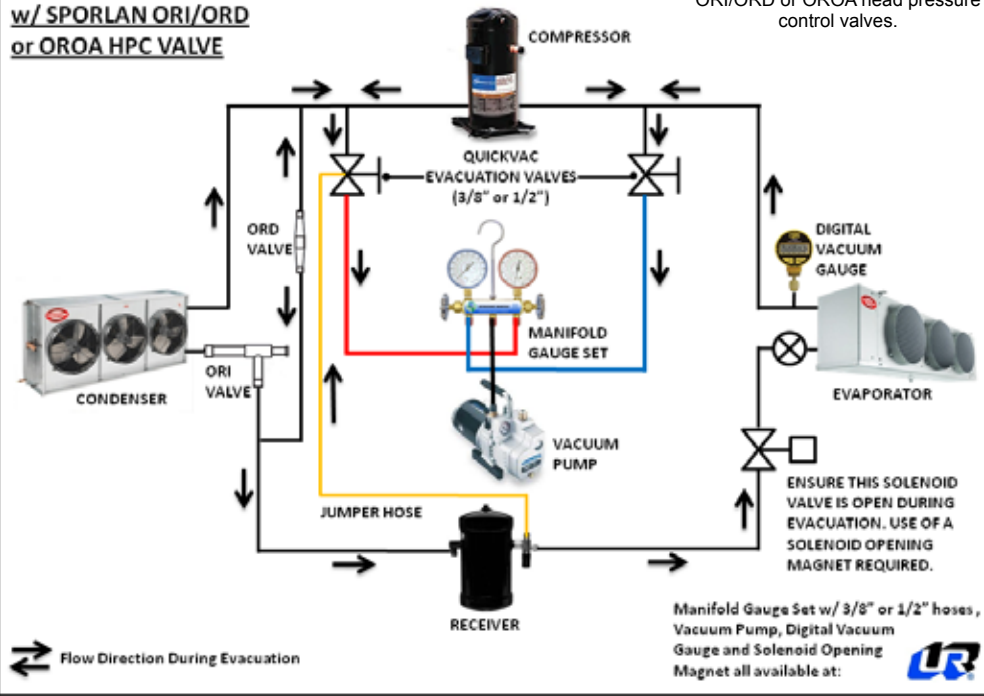 w/ SPORLAN ORI/ORD
or OROA HPC VALVE
ORI/ORD or OROA head pressure
control valves.
COMPRESSOR
QUICKVAC
EVACUATION VALVES
(3/8" or 1/2")
ORD
VALVE
DIGITAL
VACUUM
GAUGE
MANIFOLD
GAUGE SET
ORI
VALVE
CONDENSER
EVAPORATOR
VACUUM
PUMP
ENSURE THIS SOLENOID
VALVE IS OPEN DURING
EVACUATION. USE OF A
SOLENOID OPENING
MAGNET REQUIRED.
JUMPER HOSE
RECEIVER
Manifold Gauge Set w/ 3/8" or 1/2" hoses,
Vacuum Pump, Digital Vacuum
Gauge and Solenoid Opening
Magnet all available at:
UR
Flow Direction During Evacuation